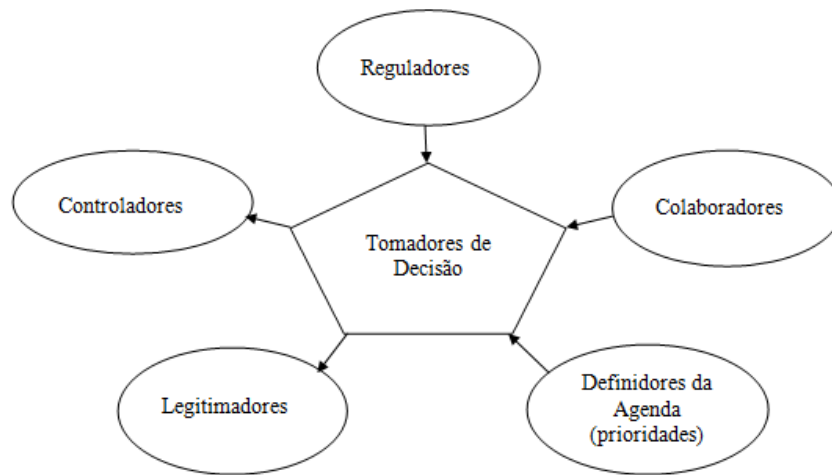 Reguladores
Controladores
Colaboradores
Tomadores de
Decisão
Legitimadores
Definidores da
Agenda
(prioridades)